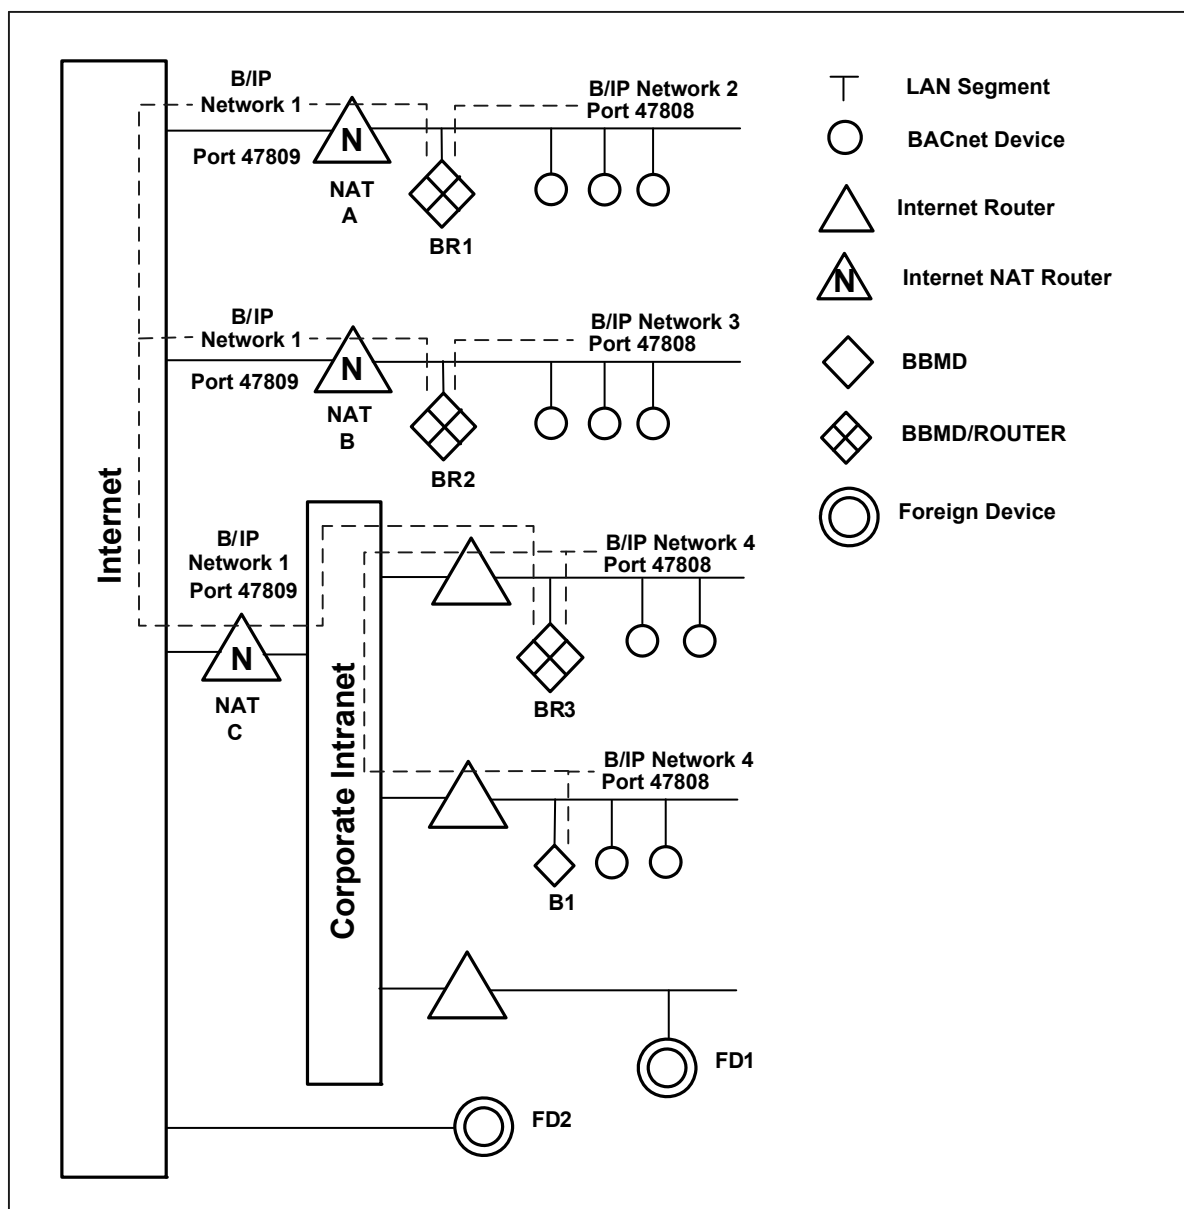 B/IP
Network 1
Port 47809
N
NAT
A
B/IP Network 2
Port 47808
BR1
B/IP
Network 1
Port 47809
N
NAT
B
B/IP Network 3
Port 47808
BR2
Internet
B/IP
Network 1
Port 47809
N
NAT
C
Corporate Intranet
B/IP Network 4
Port 47808
BR3
B/IP Network 4
Port 47808
B1
FD1
FD2
LAN Segment
BACnet Device
Internet Router
N
Internet NAT Router
BBMD
BBMD/ROUTER
Foreign Device